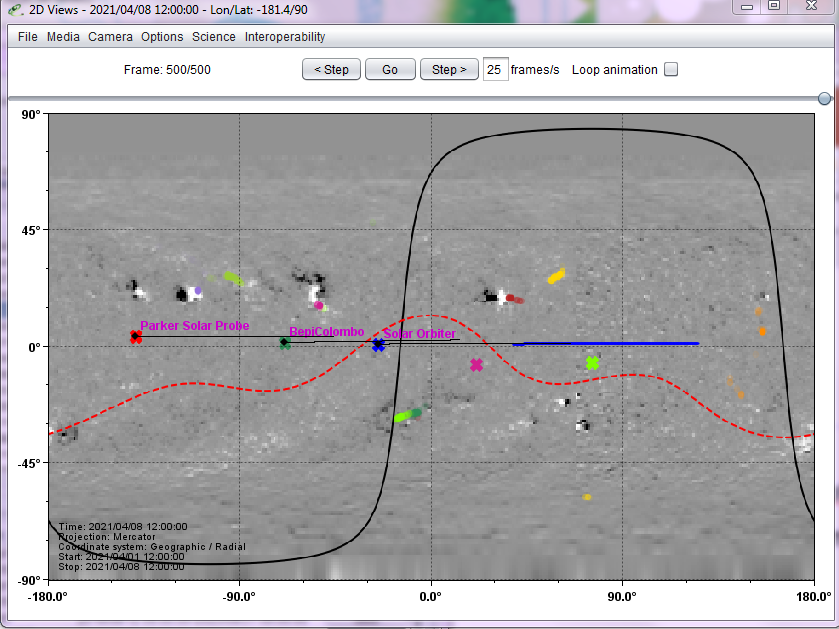 2D Views - 2021/04/08 12:00:00 - Lon/Lat: -181.4/90
File Media Camera Options Science Interoperability
Frame: 500/500 < Step Go Step > 25 frames/s Loop animation
90°
45°
Parker Solar Probe
BepiColombo
Solar Orbiter
0°
-45°
Time: 2021/04/08 12:00:00
Projection: Mercator
Coordinate system: Geographic / Radial
Start: 2021/04/01 12:00:00
Stop: 2021/04/08 12:00:00
-90°
-180.0° -90.0° 0.0° 90.0° 180.0°